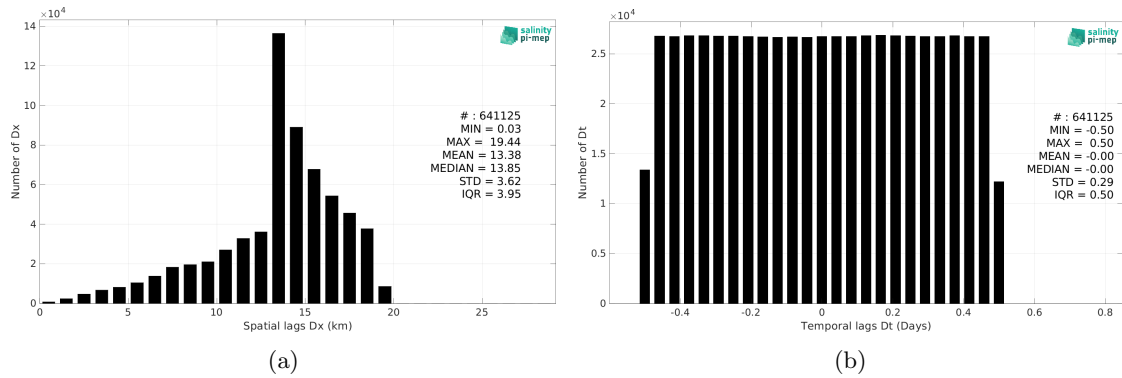 ×10⁴
14
12
10
8
6
4
2
0
0 5 10 15 20 25
Number of Dx
Spatial lags Dx (km)
salinity
pi-mep
# : 641125
MIN = 0.03
MAX = 19.44
MEAN = 13.38
MEDIAN = 13.85
STD = 3.62
IQR = 3.95
(a)
×10⁴
2.5
2
1.5
1
0.5
0
-0.4 -0.2 0 0.2 0.4 0.6 0.8
Number of Dt
Temporal lags Dt (Days)
salinity
pi-mep
# : 641125
MIN = -0.50
MAX = 0.50
MEAN = -0.00
MEDIAN = -0.00
STD = 0.29
IQR = 0.50
(b)